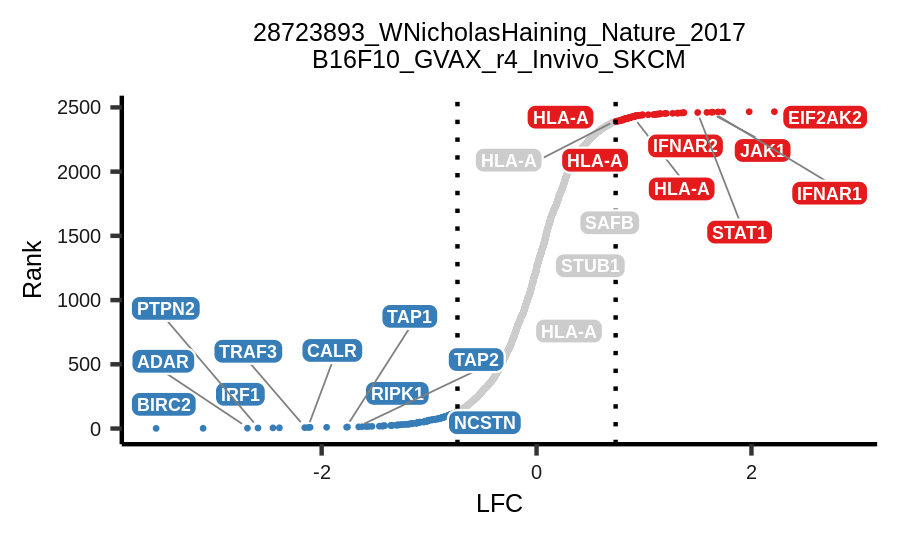 28723893_WNicholasHaining_Nature_2017
B16F10_GVAX_r4_Invivo_SKCM
Rank
2500
2000
1500
1000
500
0
HLA-A
EIF2AK2
HLA-A
HLA-A
IFNAR2
JAK1
HLA-A
IFNAR1
SAFB
STAT1
STUB1
HLA-A
PTPN2
TAP1
TRAF3
CALR
ADAR
TAP2
IRF1
RIPK1
BIRC2
NCSTN
-2
0
2
LFC